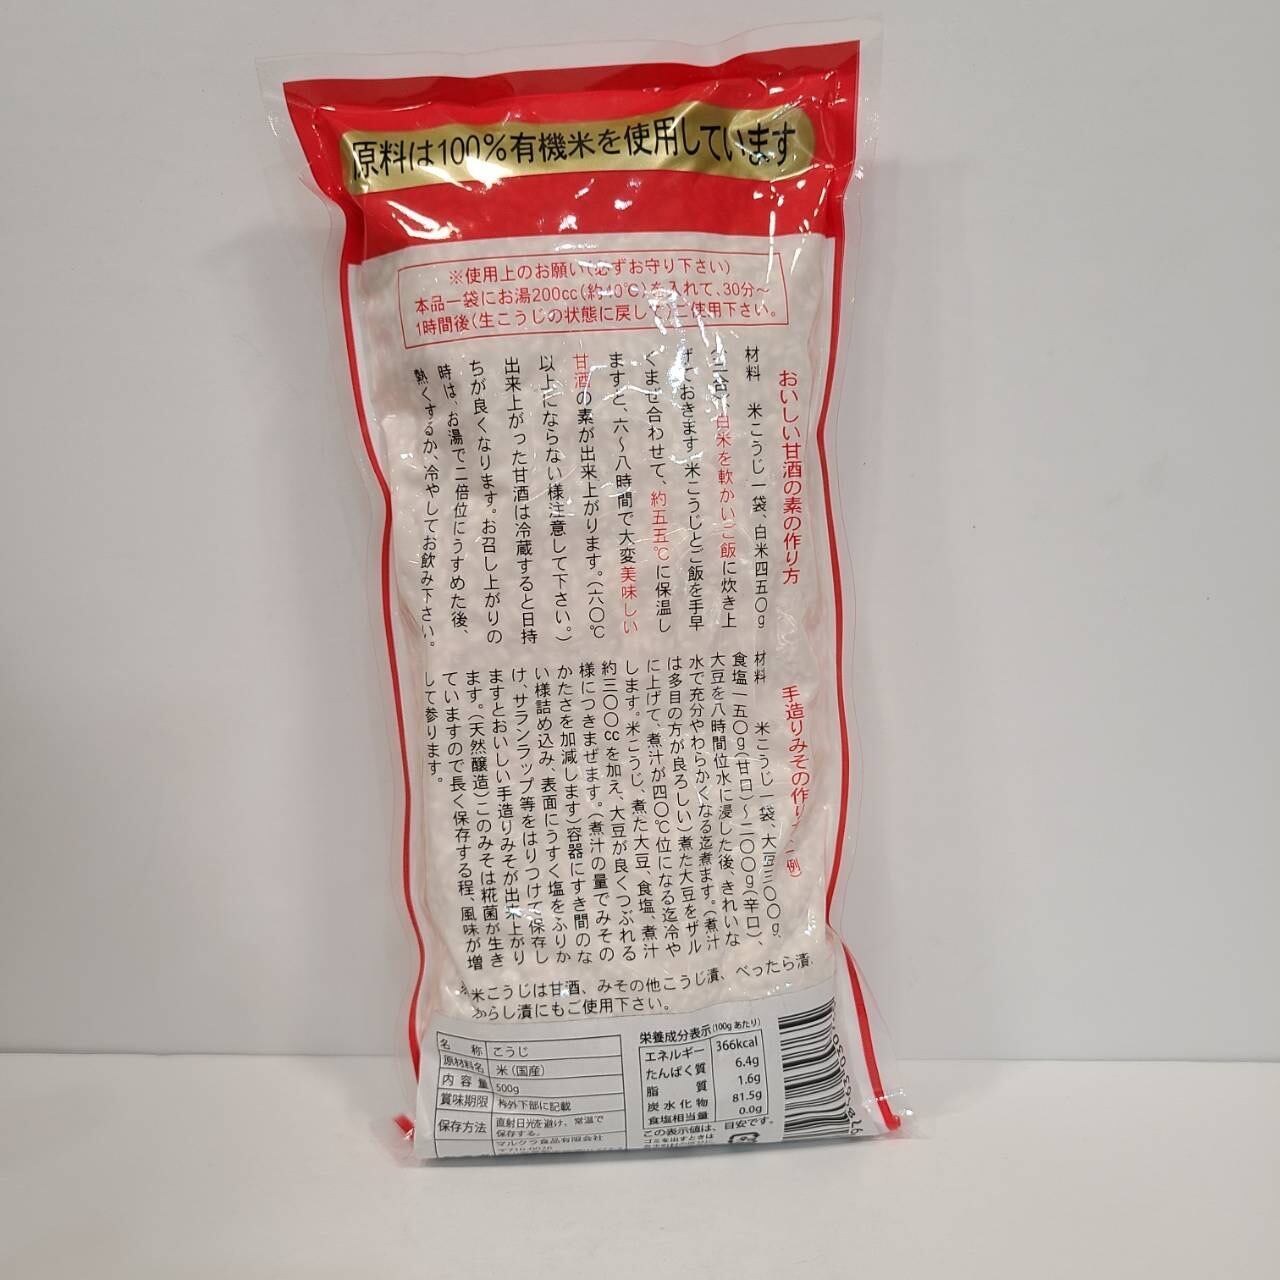 原料は100%有機米を使用しています
※使用上のお願い(必ずお守り下さい)
本品一袋にお湯200cc(約40℃)を入れて、30分～
1時間後(生こうじの状態に戻して)ご使用下さい。
おいしい甘酒の素の作り方
材料 米こうじ一袋、白米四五〇g
白米を軟かいご飯に炊き上
げておきます。米こうじとご飯を手早
くまぜ合わせて、約五五℃に保温し
ますと、六～八時間で大変美味しい
甘酒の素が出来上がります。(六〇℃
以上にならない様注意して下さい。)
出来上がった甘酒は冷蔵すると日持
ちが良くなります。お召し上がりの
時は、お湯で二倍位にうすめた後、
熱くするか、冷やしてお飲み下さい。
手造りみその作り 例)
材料 米こうじ一袋、大豆三〇〇g、
食塩一五〇g(甘口)～二〇〇g(辛口)、
大豆を八時間位水に浸した後、きれいな
水で充分やわらかくなる迄煮ます。(煮汁
は多目の方が良ろしい)煮た大豆をザル
に上げて、煮汁が四〇℃位になる迄冷や
します。米こうじ、煮た大豆、食塩、煮汁
約三〇〇ccを加え、大豆が良くつぶれる
様につきまぜます。(煮汁の量でみその
かたさを加減します)容器にすき間のな
い様詰め込み、表面にうすく塩をふりか
け、サランラップ等をはりつけて保存し
ますとおいしい手造りみそが出来上がり
ます。(天然醸造)このみそは糀菌が生き
ていますので長く保存する程、風味が増
して参ります。
※米こうじは甘酒、みその他こうじ漬、べったら漬、
からし漬にもご使用下さい。
名 称 こうじ
原材料名 米(国産)
内容量 500g
賞味期限 枠外下部に記載
保存方法 直射日光を避け、常温で
保存する。
マルクラ食品有限会社
〒710-0026
栄養成分表示(100gあたり)
エネルギー 366kcal
たんぱく質 6.4g
脂 質 1.6g
炭水化物 81.5g
食塩相当量 0.0g
この表示値は、目安です。
ゴミを出すときは